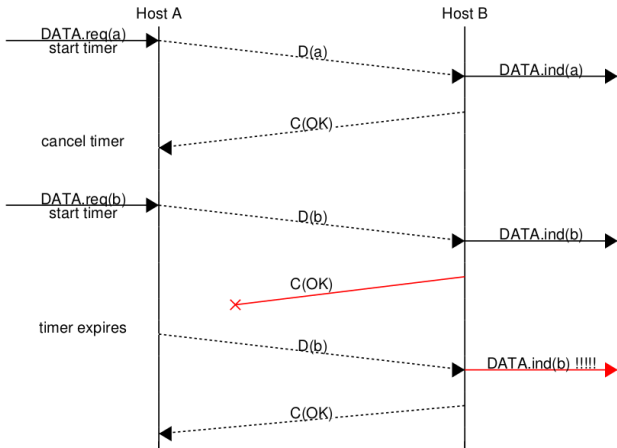 Host A
Host B
DATA.req(a)
start timer
D(a)
DATA.ind(a)
C(OK)
cancel timer
DATA.req(b)
start timer
D(b)
DATA.ind(b)
C(OK)
timer expires
D(b)
DATA.ind(b) !!!!!
C(OK)